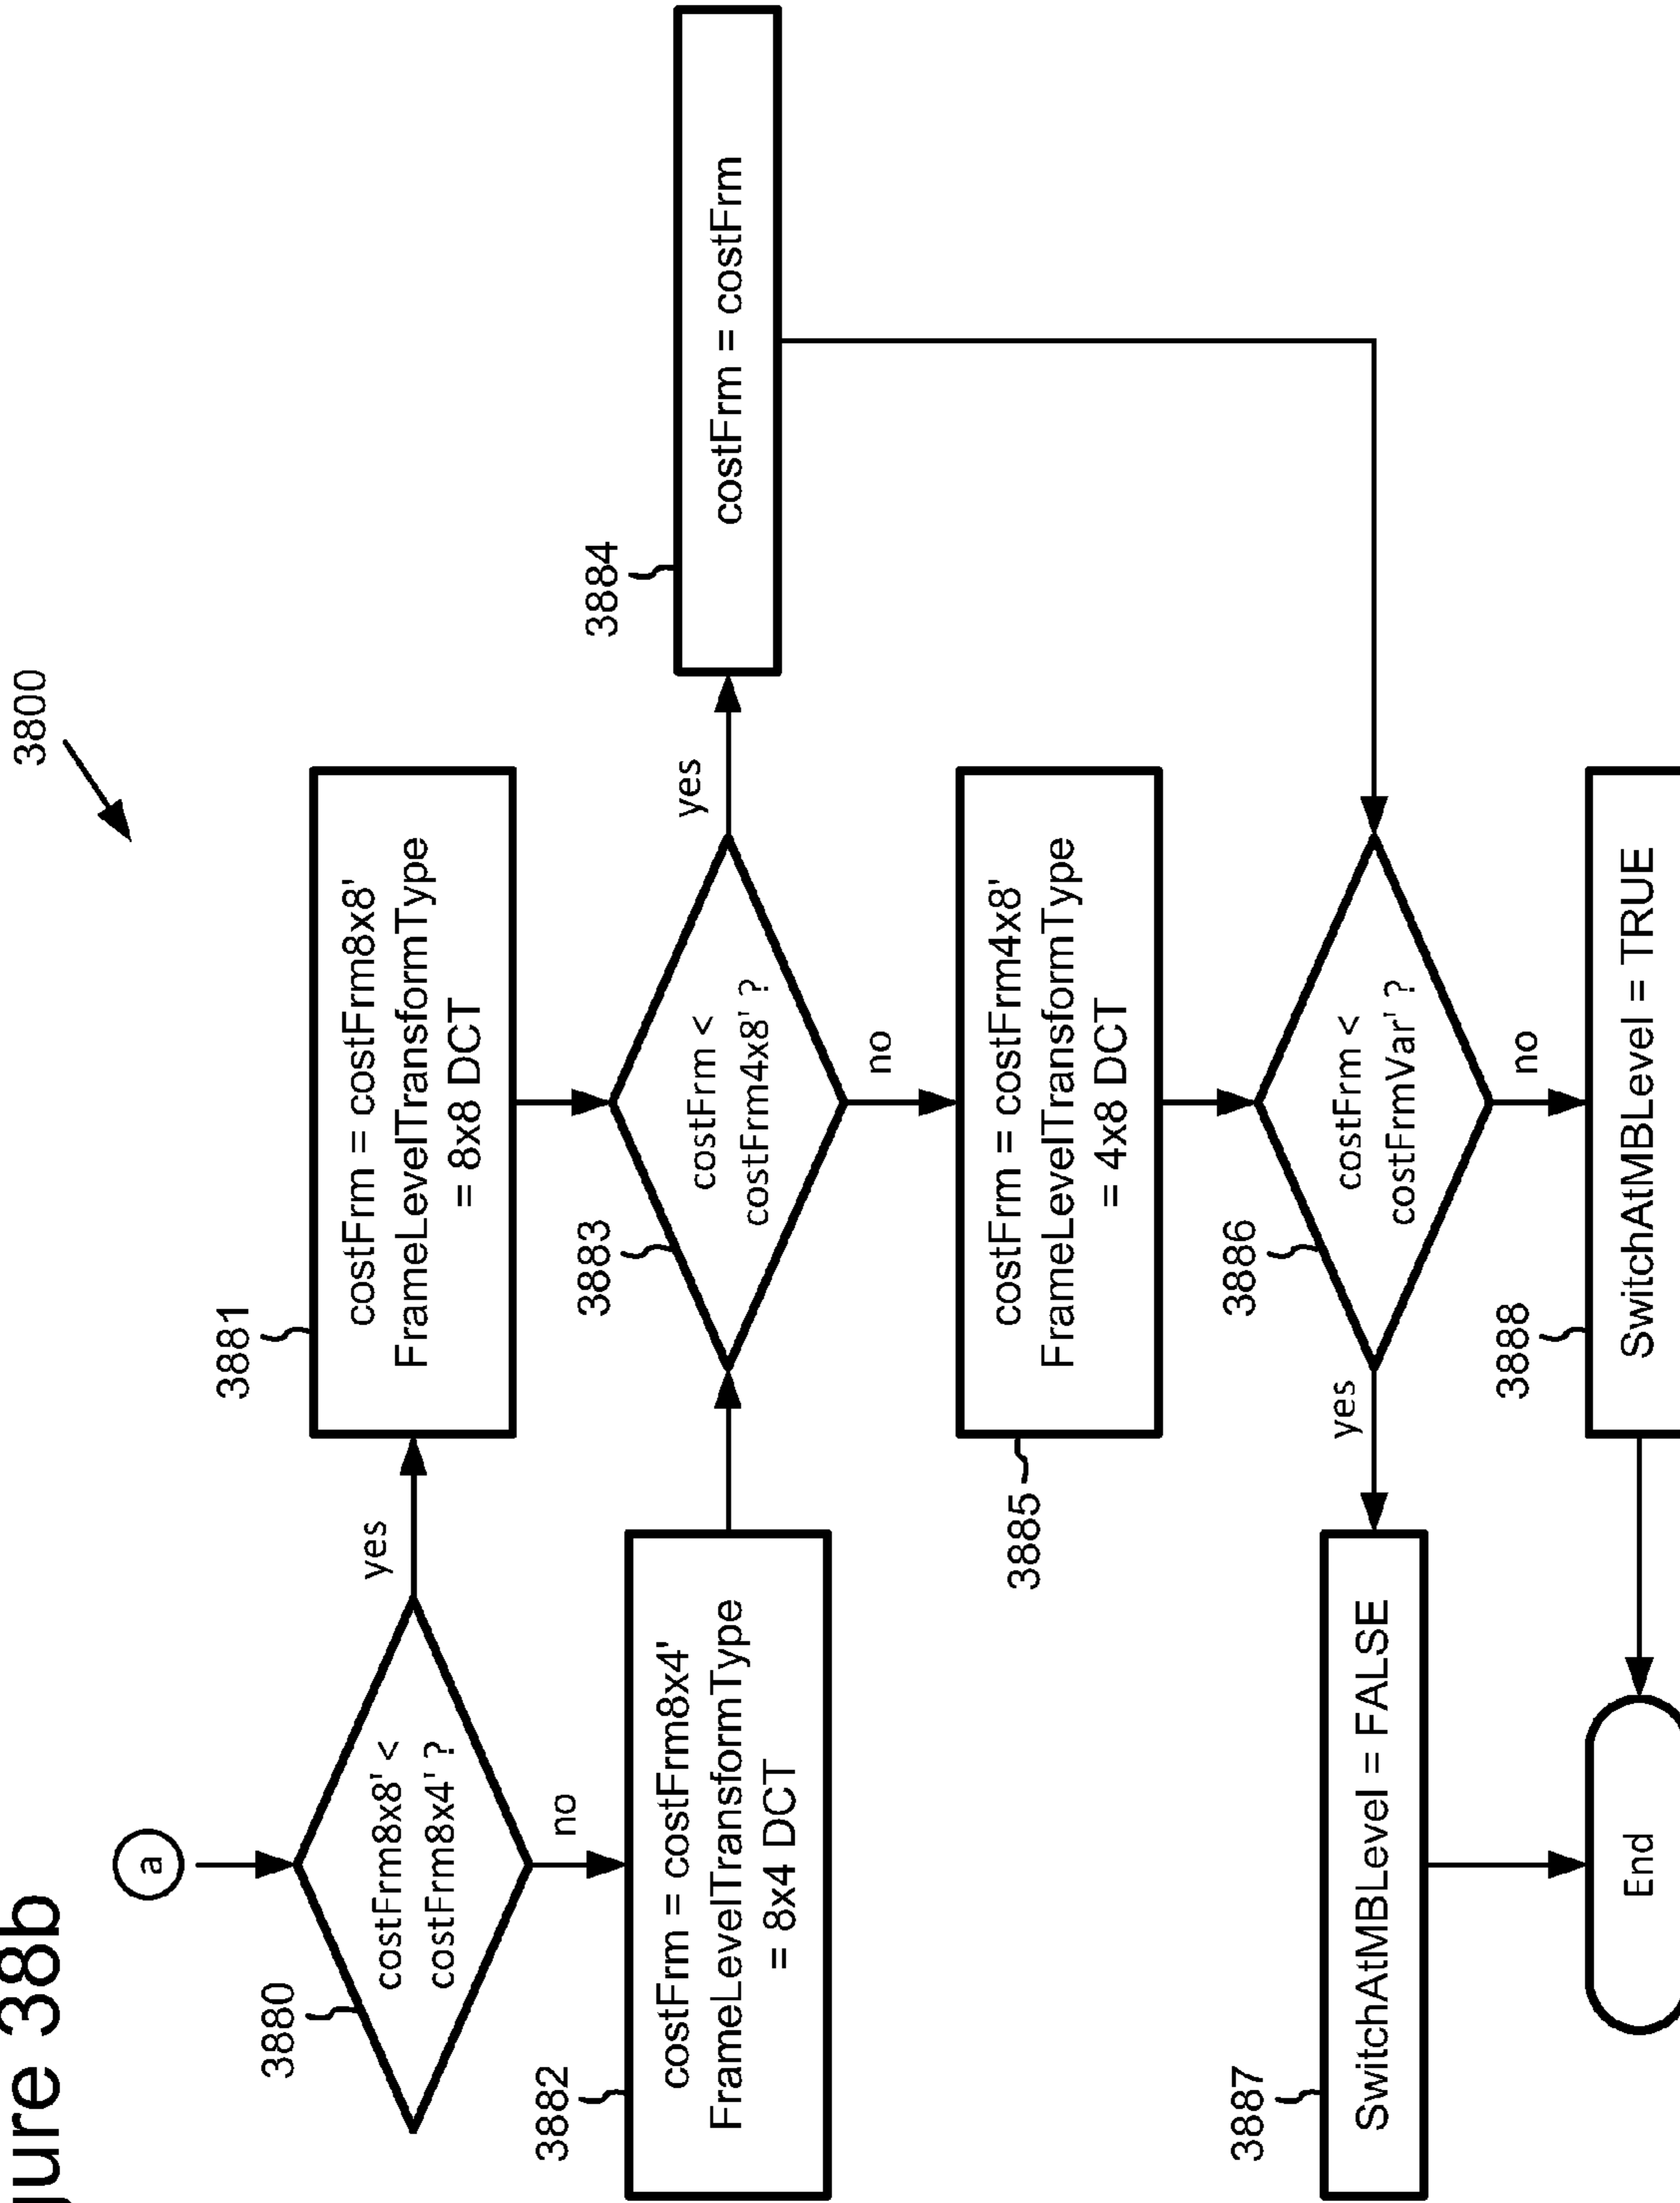 gure 38b
3800
a
3880
costFrm8x8' <
costFrm8x4' ?
yes
no
3881
costFrm = costFrm8x8'
FrameLevelTransformType
= 8x8 DCT
3882
costFrm = costFrm8x4'
FrameLevelTransformType
= 8x4 DCT
3883
costFrm <
costFrm4x8' ?
yes
no
3884
costFrm = costFrm
3885
costFrm = costFrm4x8'
FrameLevelTransformType
= 4x8 DCT
3886
costFrm <
costFrmVar' ?
yes
no
3887
SwitchAtMBLevel = FALSE
3888
SwitchAtMBLevel = TRUE
End